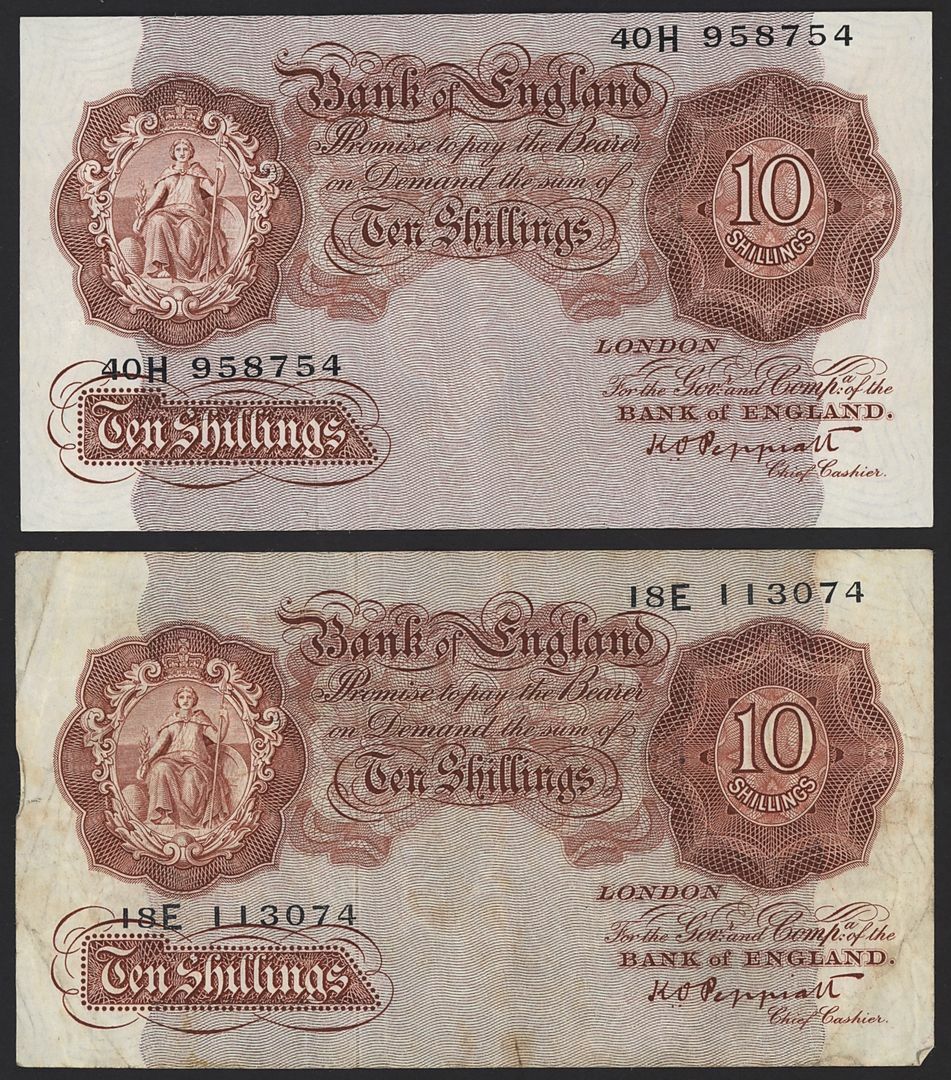 40H 958754
Bank of England
Promise to pay the Bearer
on Demand the sum of
Ten Shillings
10
SHILLINGS
LONDON
For the Gov.r and Comp.a of the
BANK of ENGLAND.
K O Peppiatt
Chief Cashier.
40H 958754
Ten Shillings
18E 113074
Bank of England
Promise to pay the Bearer
on Demand the sum of
Ten Shillings
10
SHILLINGS
LONDON
For the Gov.r and Comp.a of the
BANK of ENGLAND.
K O Peppiatt
Chief Cashier.
18E 113074
Ten Shillings